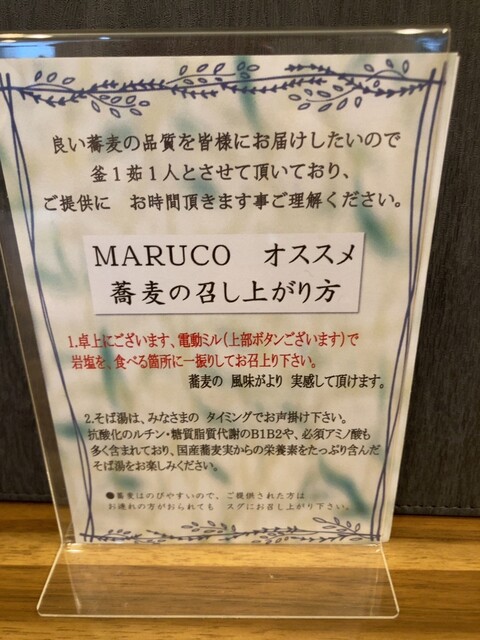 良い蕎麦の品質を皆様にお届けしたいので
釜1茹1人とさせて頂いており、
ご提供に　お時間頂きます事ご理解ください。
MARUCO　オススメ
蕎麦の召し上がり方
1.卓上にございます、電動ミル(上部ボタンございます)で
岩塩を、食べる箇所に一振りしてお召上り下さい。
蕎麦の 風味がより 実感して頂けます。
2.そば湯は、みなさまの タイミングでお声掛け下さい。
抗酸化のルチン・糖質脂質代謝のB1B2や、必須アミノ酸も
多く含まれており、国産蕎麦実からの栄養素をたっぷり含んだ
そば湯をお楽しみください。
●蕎麦はのびやすいので、ご提供された方は
お連れの方がおられても　スグにお召し上がり下さい。